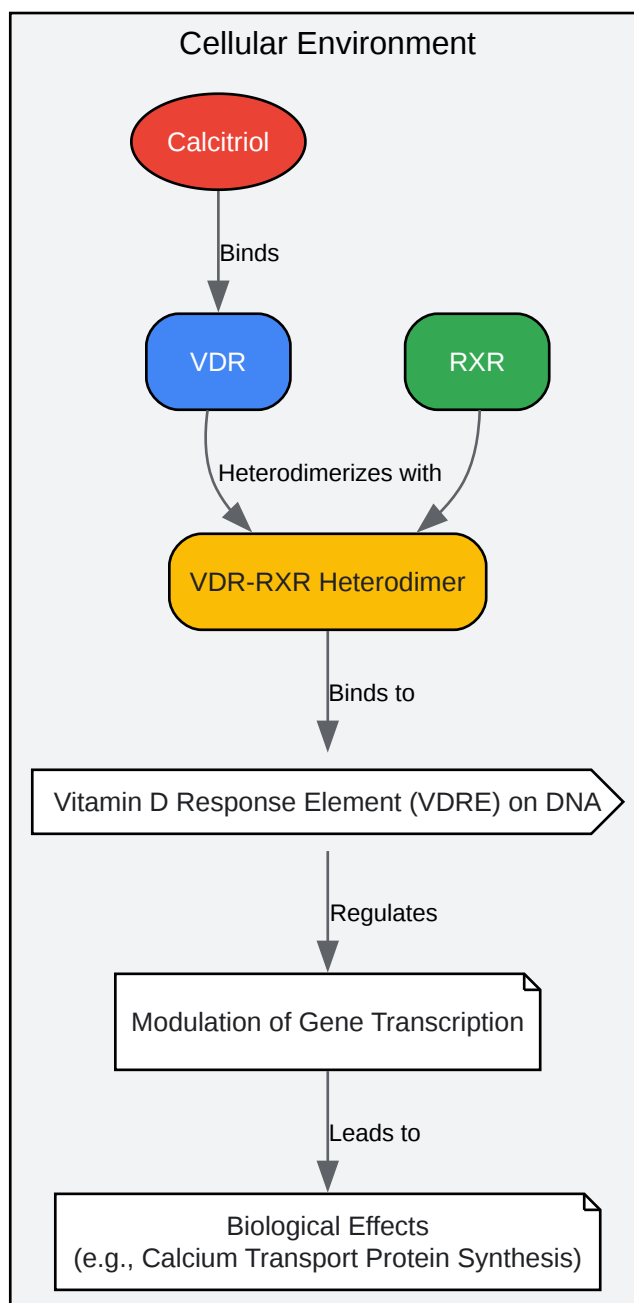 Cellular Environment
Calcitriol
Binds
VDR
RXR
Heterodimerizes with
VDR-RXR Heterodimer
Binds to
Vitamin D Response Element (VDRE) on DNA
Regulates
Modulation of Gene Transcription
Leads to
Biological Effects
(e.g., Calcium Transport Protein Synthesis)